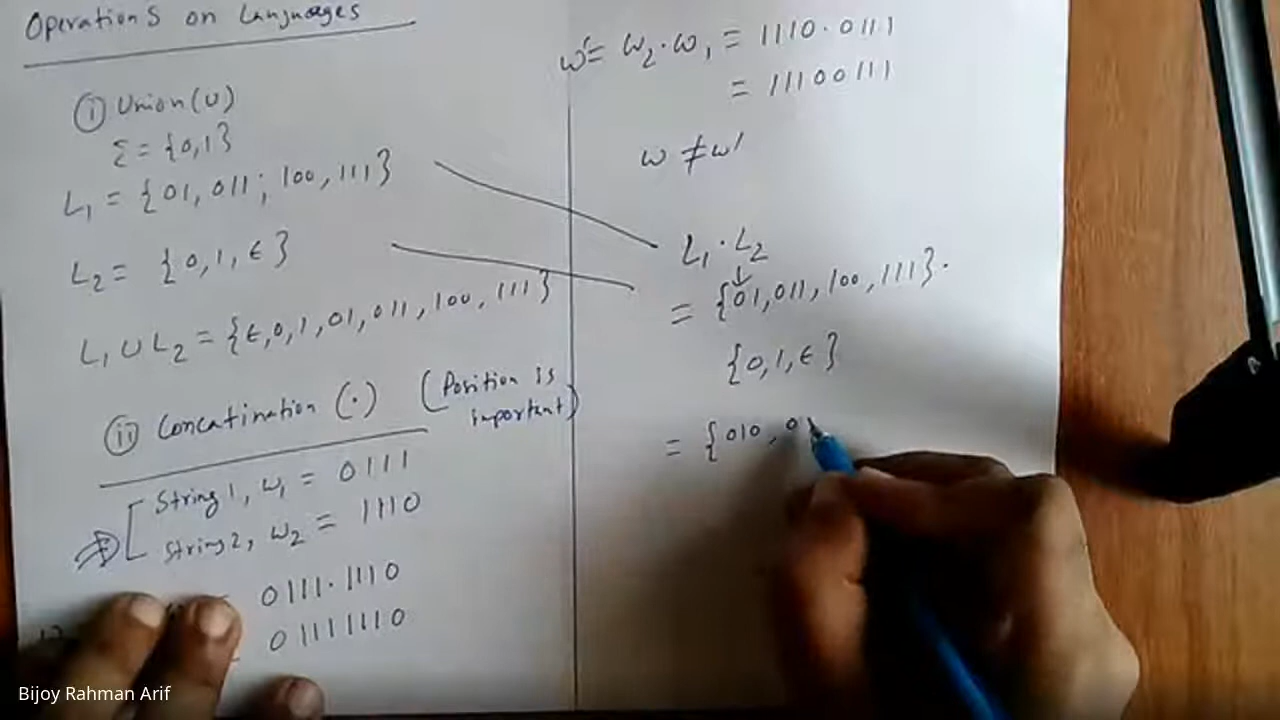 Operations on Languages
(i) Union (∪)
Σ = {0,1}
L₁ = {01, 011, 100, 111}
L₂ = {0, 1, ϵ}
L₁ ∪ L₂ = {ϵ, 0, 1, 01, 011, 100, 111}
(ii) Concatination (·) (Position is
important)
String 1, w₁ = 0111
String 2, w₂ = 1110
0111·1110
01111110
w' = w₂·w₁ = 1110·0111
= 11100111
w ≠ w'
L₁·L₂
= {01, 011, 100, 111}.
{0, 1, ϵ}
= {010, 01
Bijoy Rahman Arif